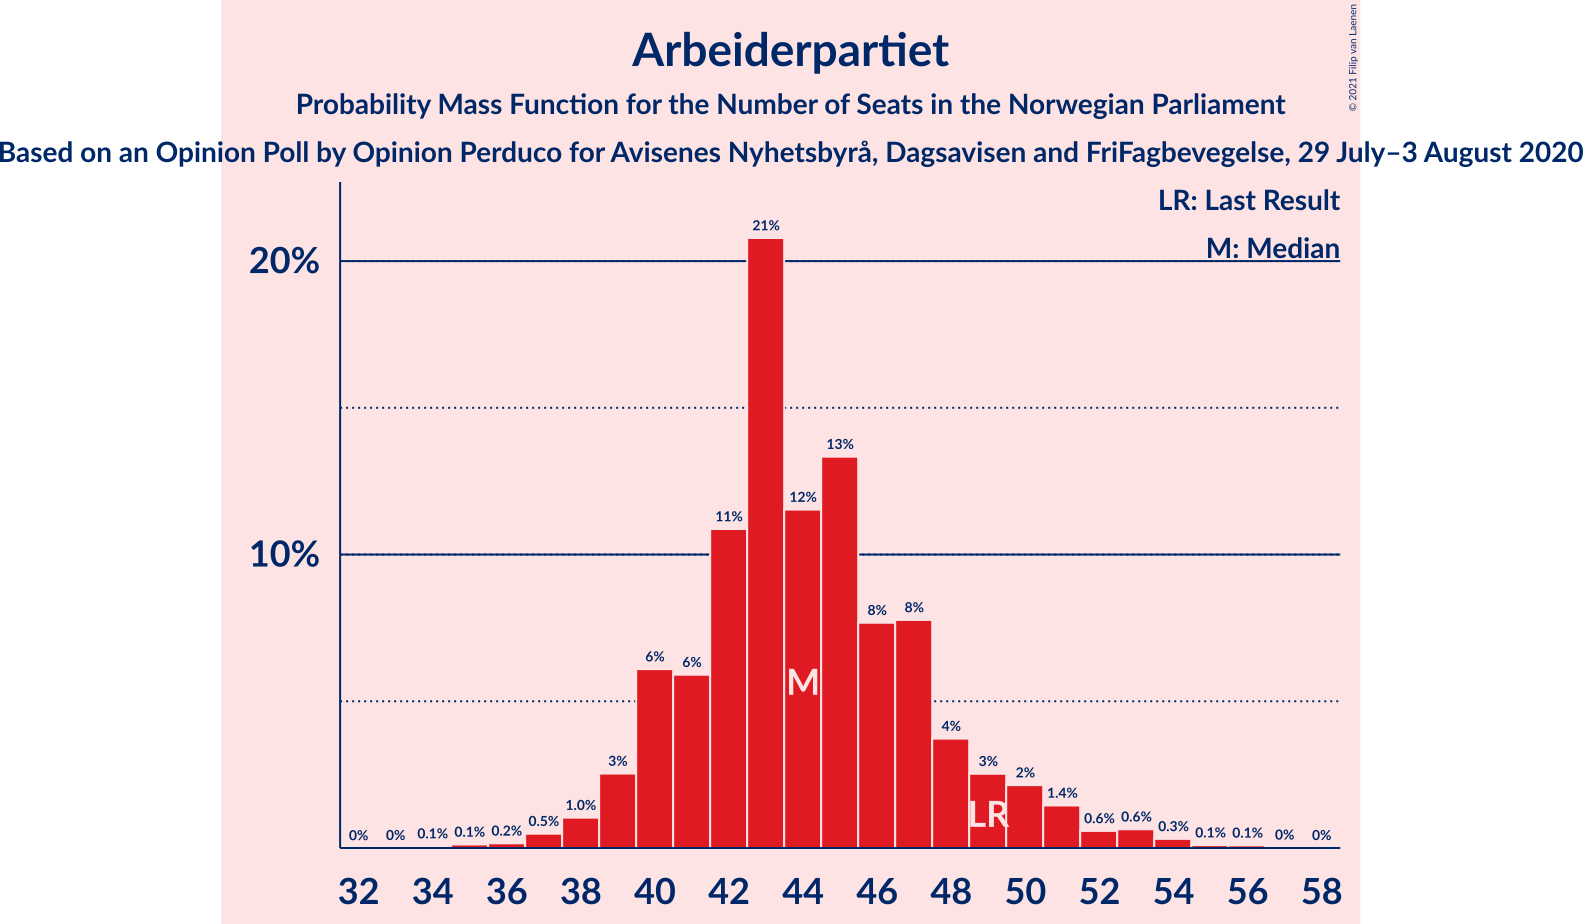 Arbeiderpartiet
Probability Mass Function for the Number of Seats in the Norwegian Parliament
Based on an Opinion Poll by Opinion Perduco for Avisenes Nyhetsbyrå, Dagsavisen and FriFagbevegelse, 29 July–3 August 2020
© 2021 Filip van Laenen
LR: Last Result
M: Median
20%
10%
0% 0% 0.1% 0.1% 0.2% 0.5% 1.0% 3% 6% 6% 11% 21% 12% 13% 8% 8% 4% 3% 2% 1.4% 0.6% 0.6% 0.3% 0.1% 0.1% 0% 0%
M
LR
32 34 36 38 40 42 44 46 48 50 52 54 56 58